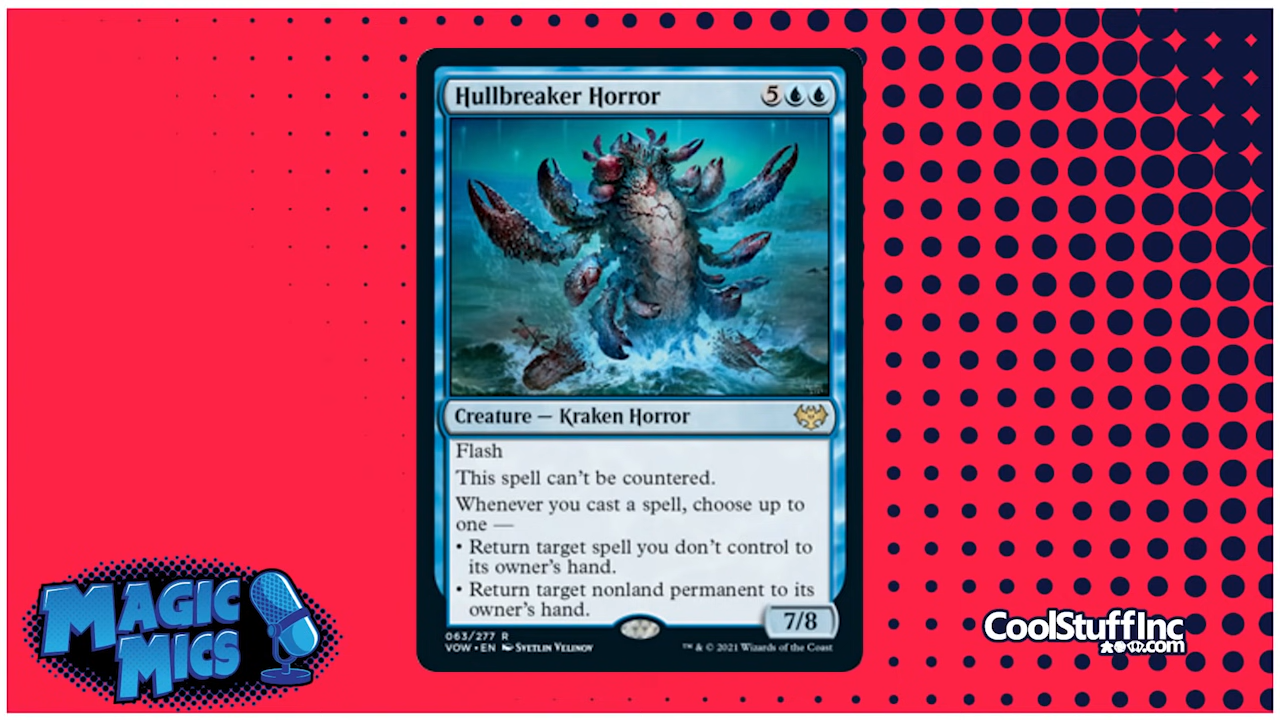 Hullbreaker Horror 5
Creature — Kraken Horror
Flash
This spell can't be countered.
Whenever you cast a spell, choose up to
one —
• Return target spell you don't control to
its owner's hand.
• Return target nonland permanent to its
owner's hand.
7/8
063/277 R
VOW • EN Svetlin Velinov
™ & © 2021 Wizards of the Coast
MAGIC
MICS
CoolStuffInc
.com